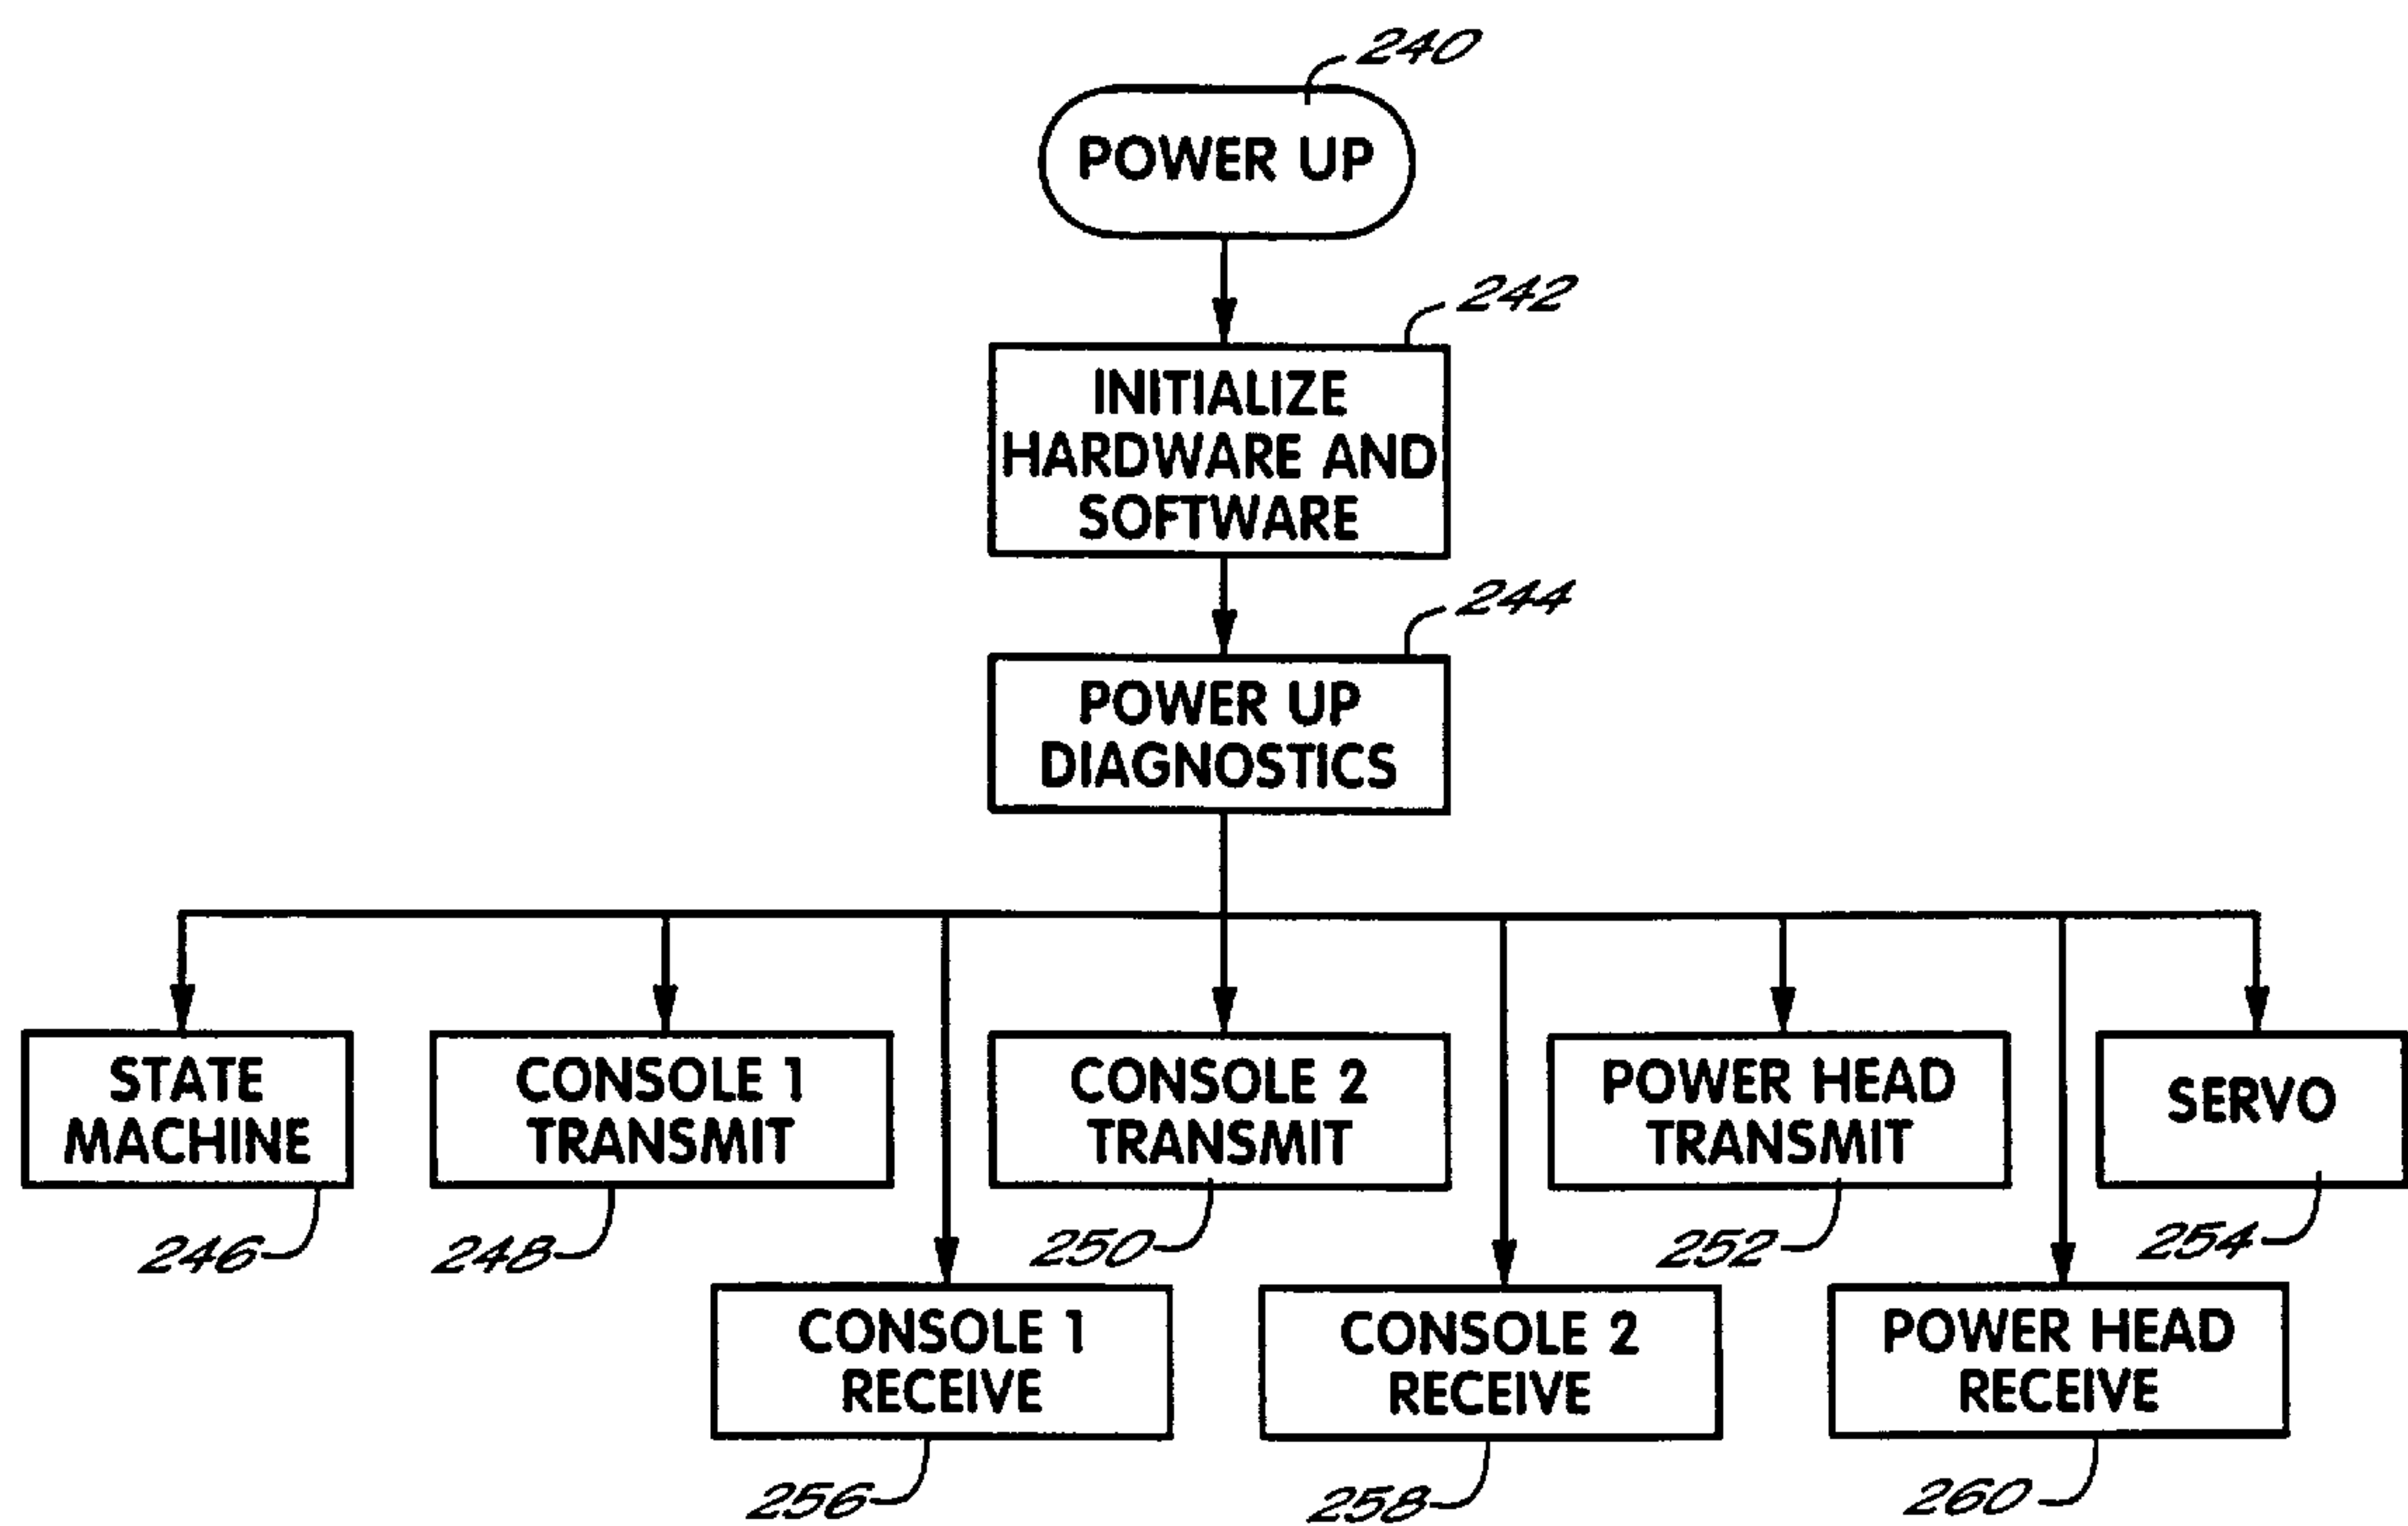 240
POWER UP
242
INITIALIZE
HARDWARE AND
SOFTWARE
244
POWER UP
DIAGNOSTICS
STATE
MACHINE
246
CONSOLE 1
TRANSMIT
248
CONSOLE 2
TRANSMIT
250
POWER HEAD
TRANSMIT
252
SERVO
254
CONSOLE 1
RECEIVE
256
CONSOLE 2
RECEIVE
258
POWER HEAD
RECEIVE
260